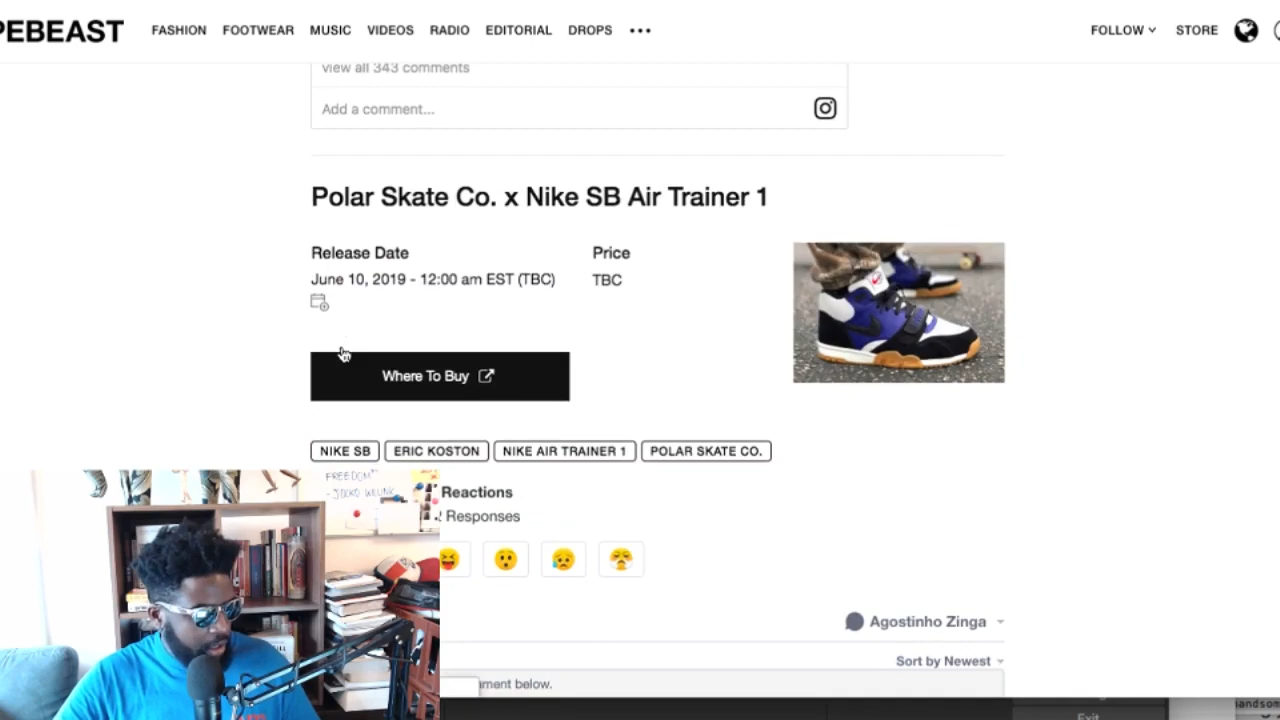 PEBEAST FASHION FOOTWEAR MUSIC VIDEOS RADIO EDITORIAL DROPS ••• FOLLOW STORE
view all 343 comments
Add a comment...
Polar Skate Co. x Nike SB Air Trainer 1
Release Date Price
June 10, 2019 - 12:00 am EST (TBC) TBC
Where To Buy
NIKE SB ERIC KOSTON NIKE AIR TRAINER 1 POLAR SKATE CO.
FREEDOM"
- JOCKO
Reactions
Responses
Agostinho Zinga
Sort by Newest
ment below.
Exit